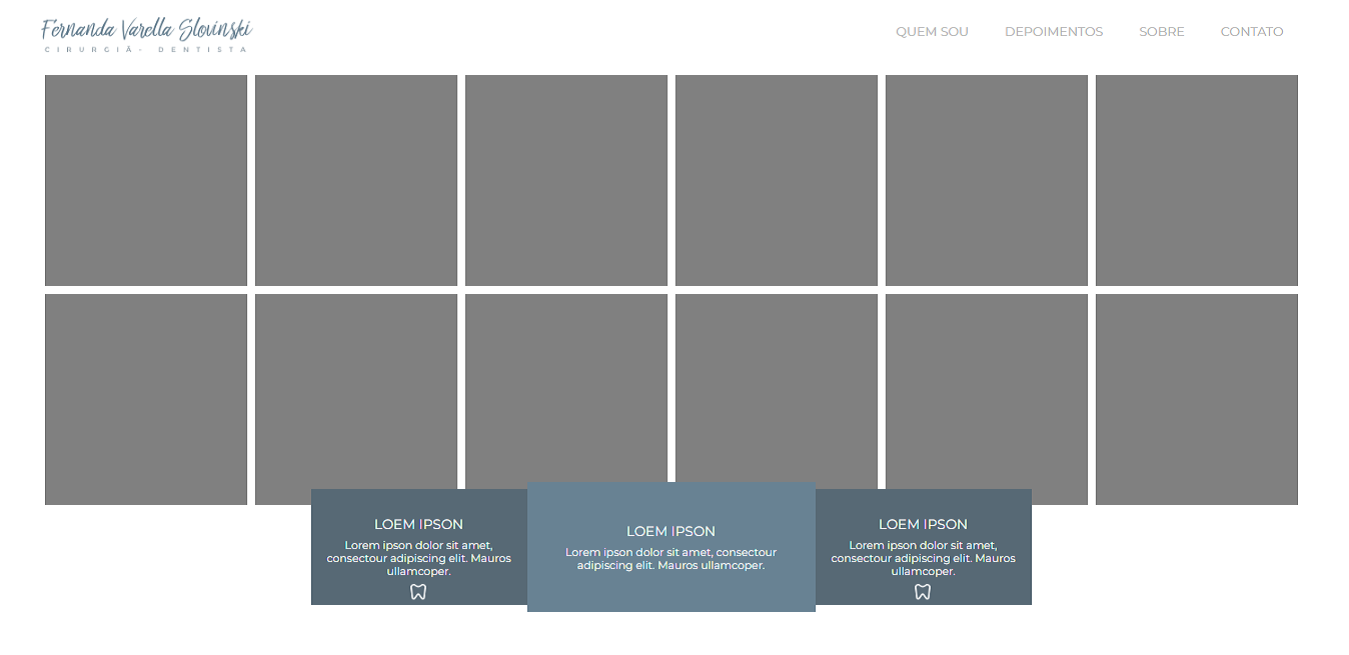 Fernanda Varella Slovinski
CIRURGIÃ- DENTISTA
QUEM SOU DEPOIMENTOS SOBRE CONTATO
LOEM IPSON
Lorem ipson dolor sit amet,
consectour adipiscing elit. Mauros
ullamcoper.
LOEM IPSON
Lorem ipson dolor sit amet, consectour
adipiscing elit. Mauros ullamcoper.
LOEM IPSON
Lorem ipson dolor sit amet,
consectour adipiscing elit. Mauros
ullamcoper.